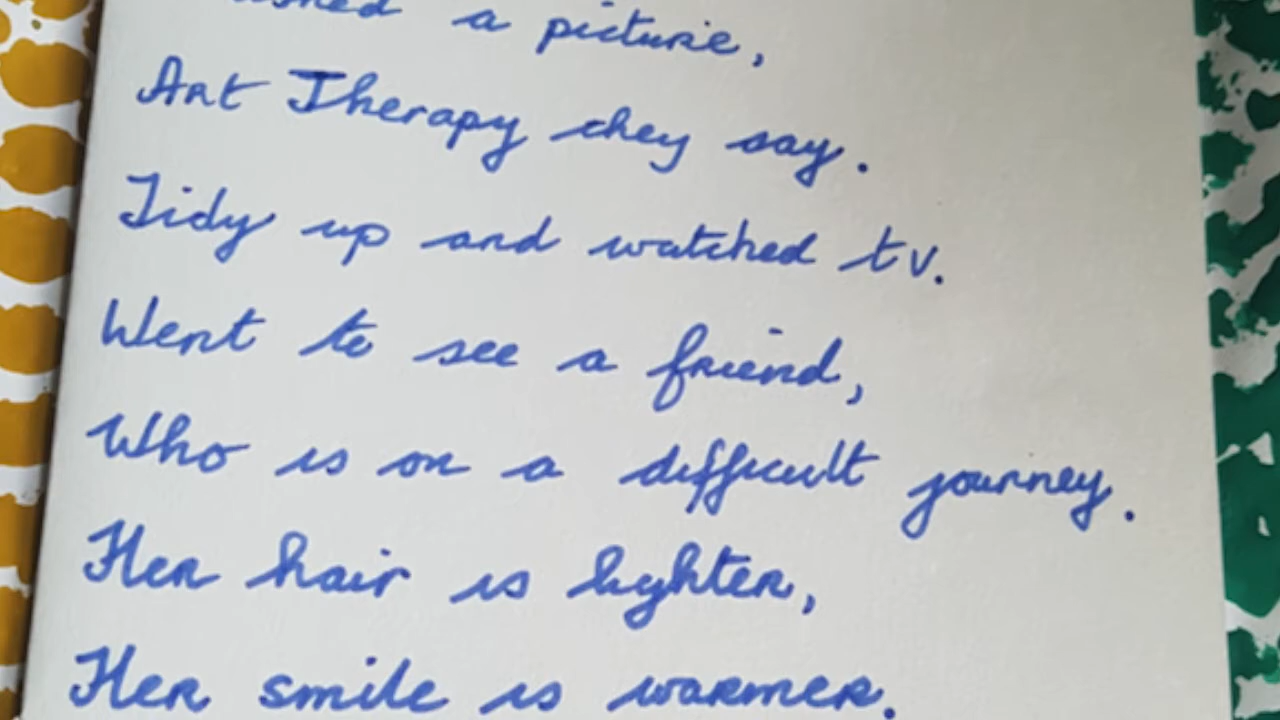 a picture,
Art Therapy they say.
Tidy up and watched tv.
Went to see a friend,
Who is on a difficult journey.
Her hair is lighter,
Her smile is warmer.